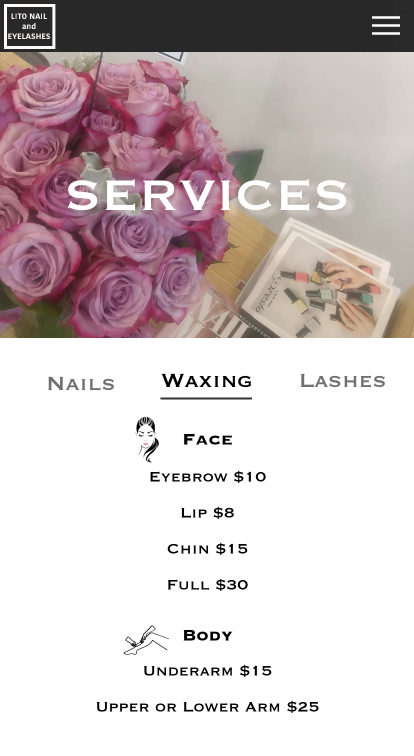 LITO NAIL
and
EYELASHES
SERVICES
NAIL
Nails Waxing Lashes
Face
Eyebrow $10
Lip $8
Chin $15
Full $30
Body
Underarm $15
Upper or Lower Arm $25